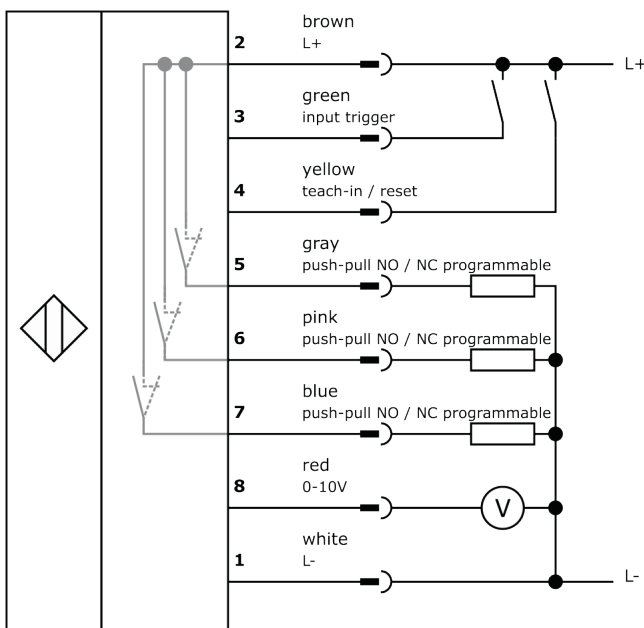 brown
2 L+ L+
green
3 input trigger
yellow
4 teach-in / reset
gray
5 push-pull NO / NC programmable
pink
6 push-pull NO / NC programmable
blue
7 push-pull NO / NC programmable
red
8 0-10V V
white
1 L- L-